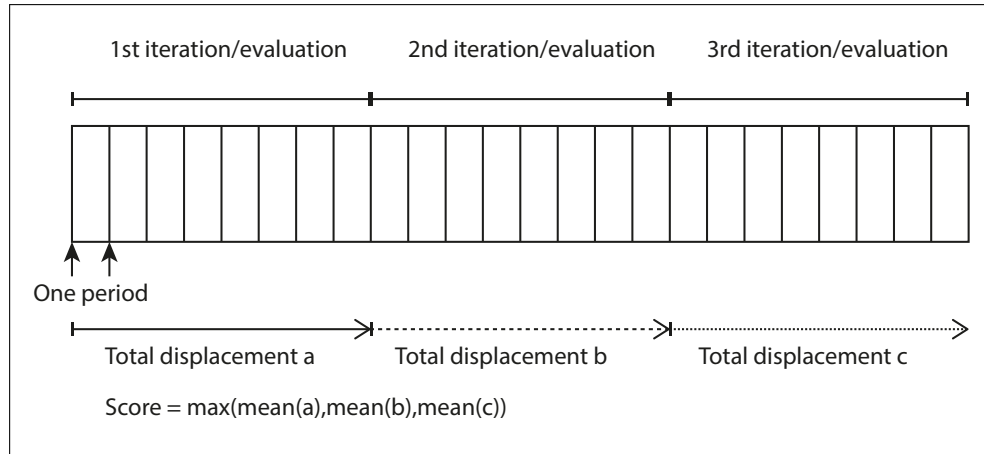 1st iteration/evaluation
2nd iteration/evaluation
3rd iteration/evaluation
One period
Total displacement a
Total displacement b
Total displacement c
Score = max(mean(a),mean(b),mean(c))